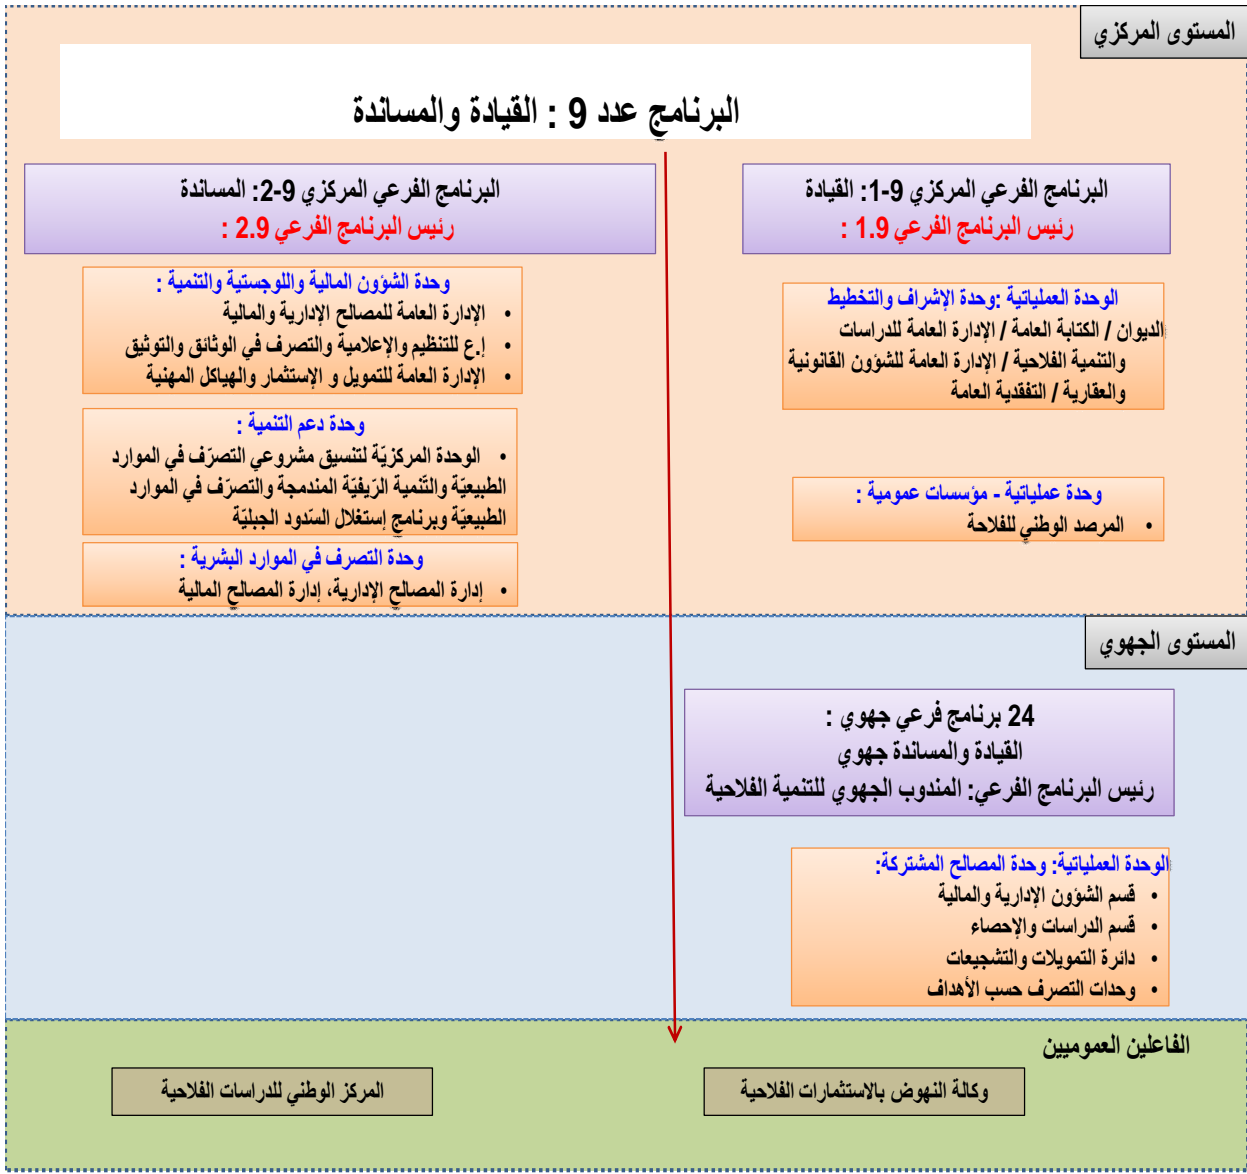 المستوى المركزي
البرنامج عدد 9 : القيادة والمساندة
البرنامج الفرعي المركزي 9-1: القيادة
رئيس البرنامج الفرعي 1.9 :
الوحدة العملياتية :وحدة الإشراف والتخطيط
الديوان / الكتابة العامة / الإدارة العامة للدراسات
والتنمية الفلاحية / الإدارة العامة للشؤون القانونية
والعقارية / التفقدية العامة
وحدة عملياتية - مؤسسات عمومية :
• المرصد الوطني للفلاحة
البرنامج الفرعي المركزي 9-2: المساندة
رئيس البرنامج الفرعي 2.9 :
وحدة الشؤون المالية واللوجستية والتنمية :
• الإدارة العامة للمصالح الإدارية والمالية
• إ.ع للتنظيم والإعلامية والتصرف في الوثائق والتوثيق
• الإدارة العامة للتمويل و الإستثمار والهياكل المهنية
وحدة دعم التنمية :
• الوحدة المركزيّة لتنسيق مشروعي التصرّف في الموارد
الطبيعيّة والتّنمية الرّيفيّة المندمجة والتصرّف في الموارد
الطبيعيّة وبرنامج إستغلال السّدود الجبليّة
وحدة التصرف في الموارد البشرية :
• إدارة المصالح الإدارية، إدارة المصالح المالية
المستوى الجهوي
24 برنامج فرعي جهوي :
القيادة والمساندة جهوي
رئيس البرنامج الفرعي: المندوب الجهوي للتنمية الفلاحية
الوحدة العملياتية: وحدة المصالح المشتركة:
• قسم الشؤون الإدارية والمالية
• قسم الدراسات والإحصاء
• دائرة التمويلات والتشجيعات
• وحدات التصرف حسب الأهداف
الفاعلين العموميين
وكالة النهوض بالاستثمارات الفلاحية
المركز الوطني للدراسات الفلاحية